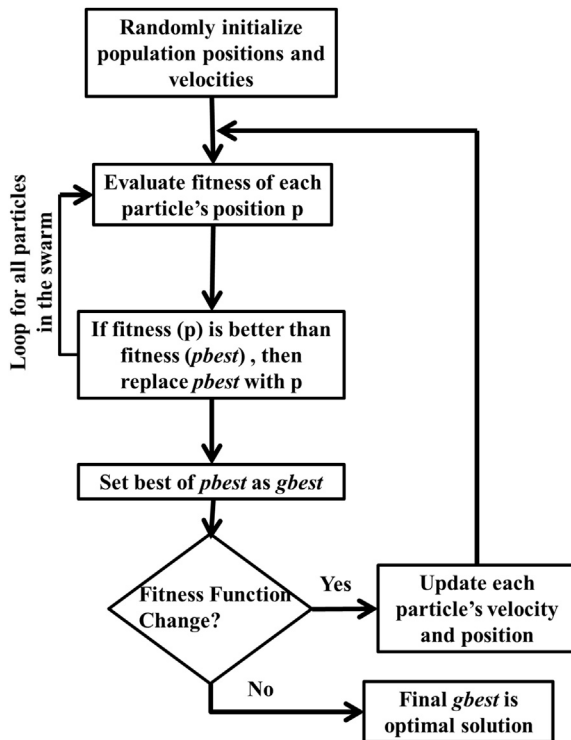 Randomly initialize
population positions and
velocities
Evaluate fitness of each
particle's position p
Loop for all particles
in the swarm
If fitness (p) is better than
fitness (pbest) , then
replace pbest with p
Set best of pbest as gbest
Fitness Function
Change?
Yes
Update each
particle's velocity
and position
No
Final gbest is
optimal solution